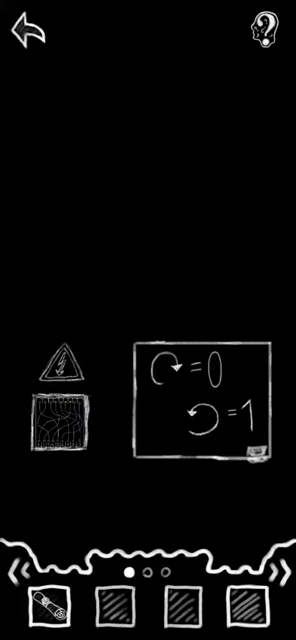 ?
= 0
= 1